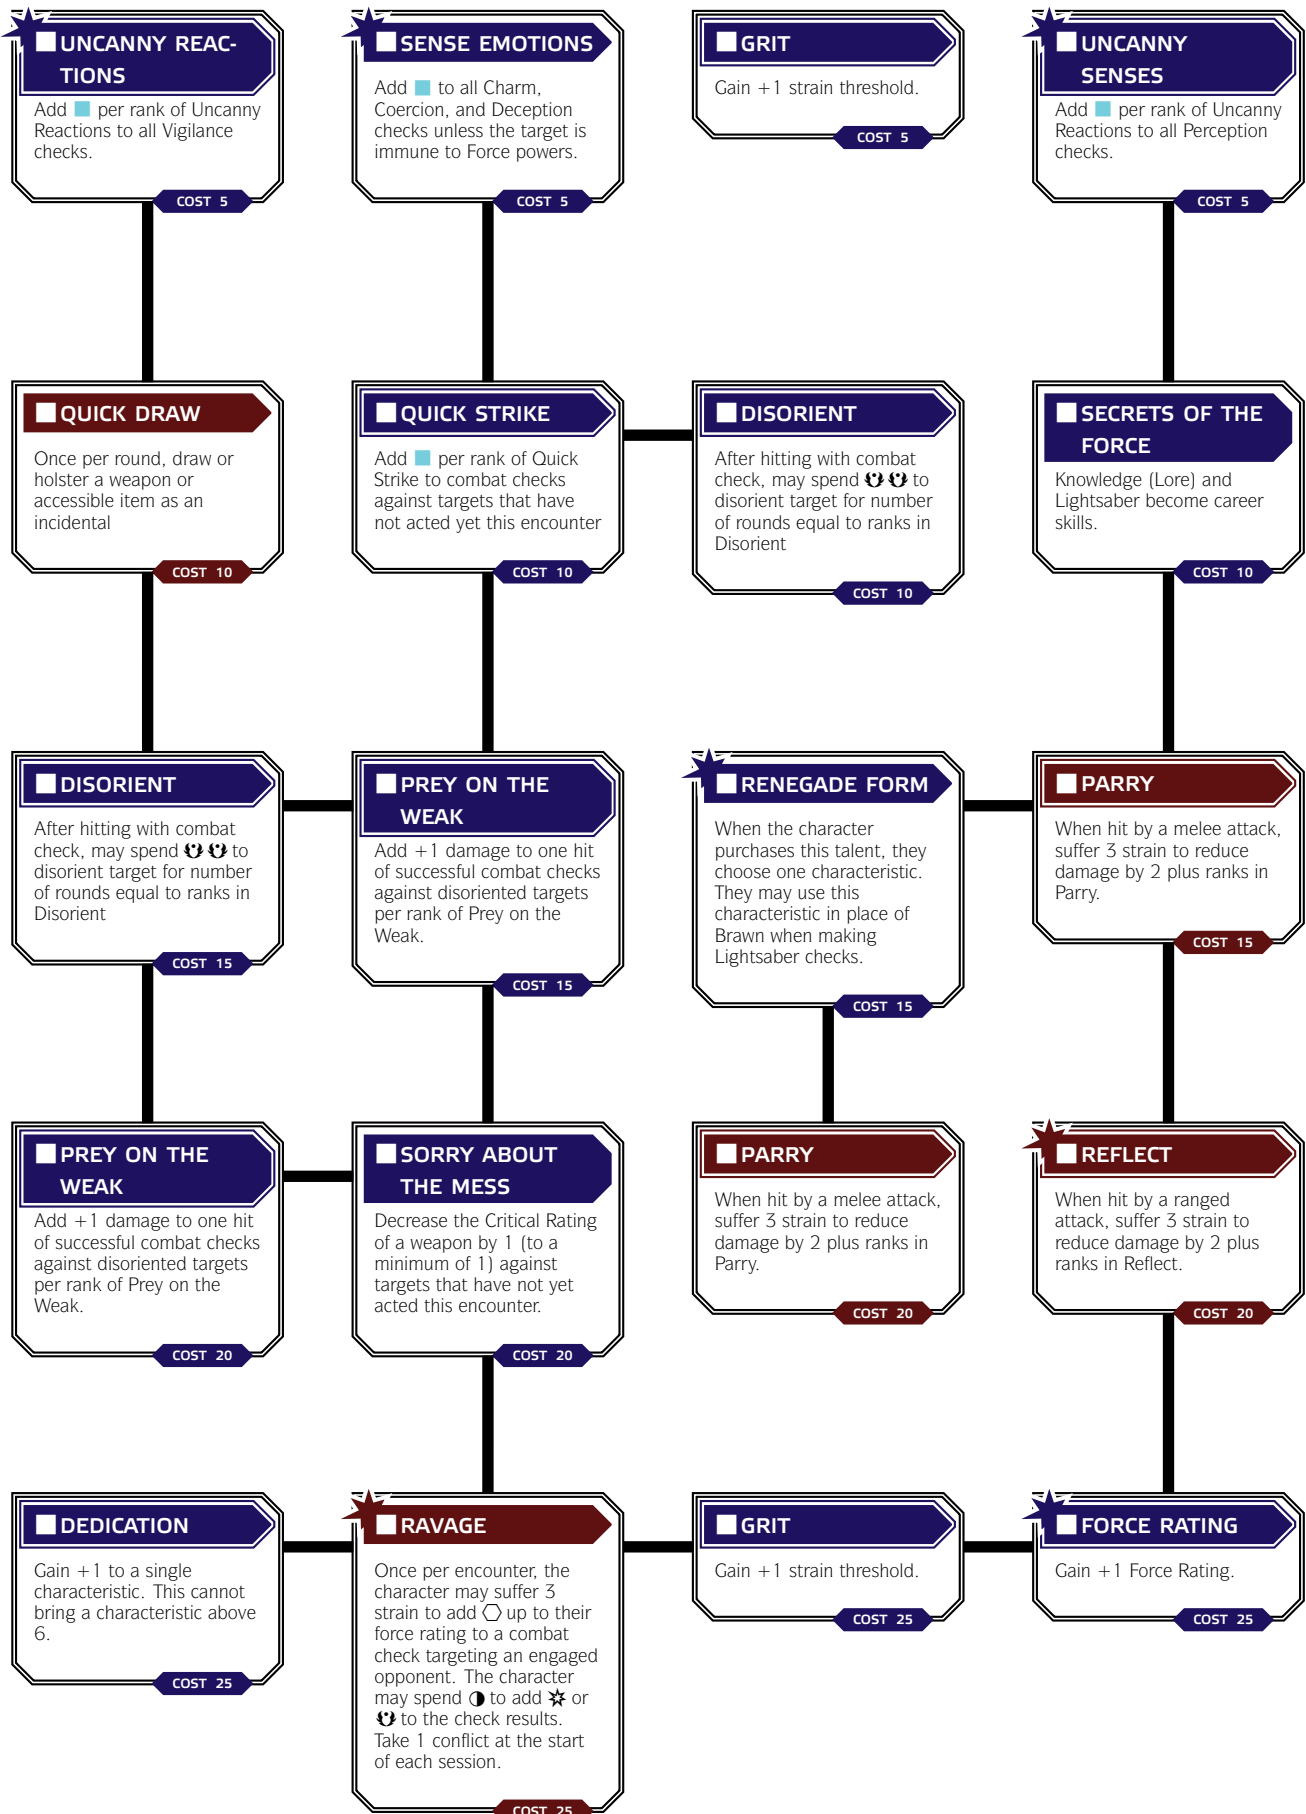 UNCANNY REAC-
TIONS
Add per rank of Uncanny
Reactions to all Vigilance
checks.
COST 5
SENSE EMOTIONS
Add to all Charm,
Coercion, and Deception
checks unless the target is
immune to Force powers.
COST 5
GRIT
Gain +1 strain threshold.
COST 5
UNCANNY
SENSES
Add per rank of Uncanny
Reactions to all Perception
checks.
COST 5
QUICK DRAW
Once per round, draw or
holster a weapon or
accessible item as an
incidental
COST 10
QUICK STRIKE
Add per rank of Quick
Strike to combat checks
against targets that have
not acted yet this encounter
COST 10
DISORIENT
After hitting with combat
check, may spend to
disorient target for number
of rounds equal to ranks in
Disorient
COST 10
SECRETS OF THE
FORCE
Knowledge (Lore) and
Lightsaber become career
skills.
COST 10
DISORIENT
After hitting with combat
check, may spend to
disorient target for number
of rounds equal to ranks in
Disorient
COST 15
PREY ON THE
WEAK
Add +1 damage to one hit
of successful combat checks
against disoriented targets
per rank of Prey on the
Weak.
COST 15
RENEGADE FORM
When the character
purchases this talent, they
choose one characteristic.
They may use this
characteristic in place of
Brawn when making
Lightsaber checks.
COST 15
PARRY
When hit by a melee attack,
suffer 3 strain to reduce
damage by 2 plus ranks in
Parry.
COST 15
PREY ON THE
WEAK
Add +1 damage to one hit
of successful combat checks
against disoriented targets
per rank of Prey on the
Weak.
COST 20
SORRY ABOUT
THE MESS
Decrease the Critical Rating
of a weapon by 1 (to a
minimum of 1) against
targets that have not yet
acted this encounter.
COST 20
PARRY
When hit by a melee attack,
suffer 3 strain to reduce
damage by 2 plus ranks in
Parry.
COST 20
REFLECT
When hit by a ranged
attack, suffer 3 strain to
reduce damage by 2 plus
ranks in Reflect.
COST 20
DEDICATION
Gain +1 to a single
characteristic. This cannot
bring a characteristic above
6.
COST 25
RAVAGE
Once per encounter, the
character may suffer 3
strain to add up to their
force rating to a combat
check targeting an engaged
opponent. The character
may spend to add or
to the check results.
Take 1 conflict at the start
of each session.
COST 25
GRIT
Gain +1 strain threshold.
COST 25
FORCE RATING
Gain +1 Force Rating.
COST 25